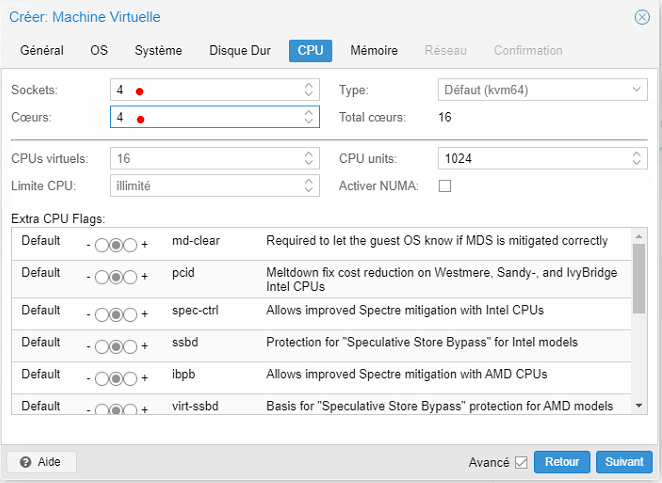 Créer: Machine Virtuelle
Général OS Système Disque Dur CPU Mémoire Réseau Confirmation
Sockets: 4 Type: Défaut (kvm64)
Cœurs: 4 Total cœurs: 16
CPUs virtuels: 16 CPU units: 1024
Limite CPU: illimité Activer NUMA:
Extra CPU Flags:
Default - + md-clear Required to let the guest OS know if MDS is mitigated correctly
Default - + pcid Meltdown fix cost reduction on Westmere, Sandy-, and IvyBridge
Intel CPUs
Default - + spec-ctrl Allows improved Spectre mitigation with Intel CPUs
Default - + ssbd Protection for "Speculative Store Bypass" for Intel models
Default - + ibpb Allows improved Spectre mitigation with AMD CPUs
Default - + virt-ssbd Basis for "Speculative Store Bypass" protection for AMD models
Aide Avancé Retour Suivant